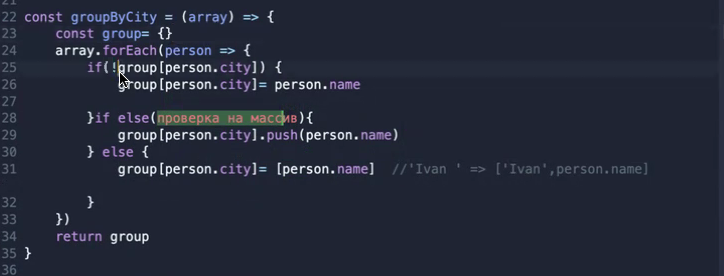 21
22 const groupByCity = (array) => {
23 const group= {}
24 array.forEach(person => {
25 if(!group[person.city]) {
26 group[person.city]= person.name
27
28 }if else(проверка на массив){
29 group[person.city].push(person.name)
30 } else {
31 group[person.city]= [person.name] //'Ivan ' => ['Ivan',person.name]
32 }
33 })
34 return group
35 }
36